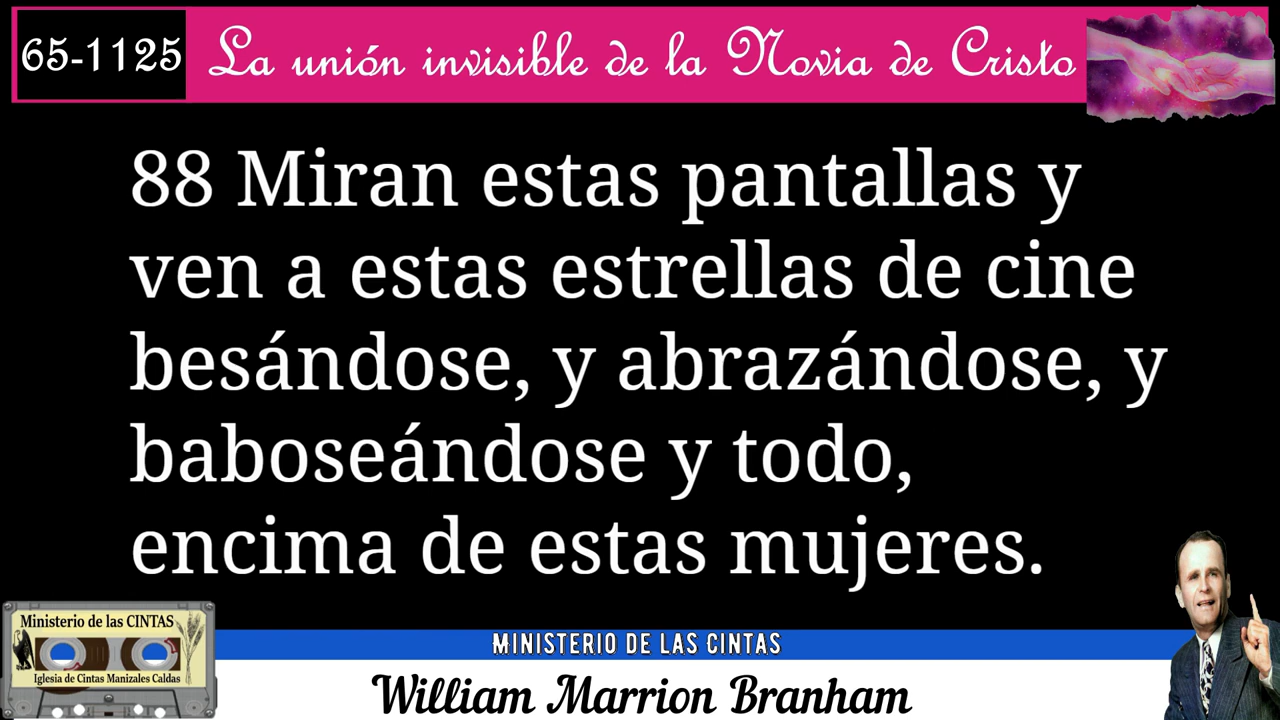 65-1125 La unión invisible de la Novia de Cristo
88 Miran estas pantallas y
ven a estas estrellas de cine
besándose, y abrazándose, y
baboseándose y todo,
encima de estas mujeres.
Ministerio de las CINTAS
Iglesia de Cintas Manizales Caldas
MINISTERIO DE LAS CINTAS
William Marrion Branham